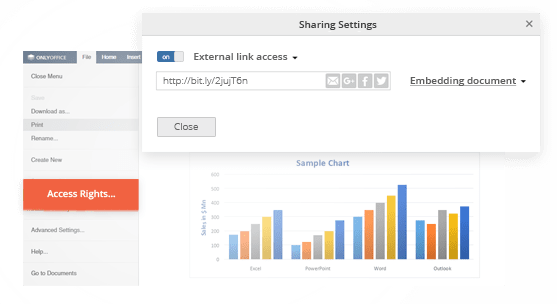 Sharing Settings
on External link access
http://bit.ly/2jujT6n
Embedding document
Close
ONLYOFFICE File Home Insert
Close Menu
Save
Download as...
Print
Rename...
Create New
Access Rights...
Advanced Settings...
Help...
Go to Documents
Sample Chart
Sales in $ Mn
600
500
400
300
200
100
0
Excel PowerPoint Word Outlook